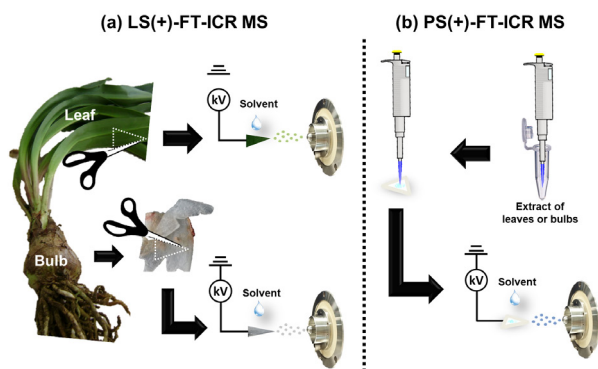 (a) LS(+)-FT-ICR MS
(b) PS(+)-FT-ICR MS
Leaf
kV
Solvent
Bulb
kV
Solvent
Extract of
leaves or bulbs
kV
Solvent